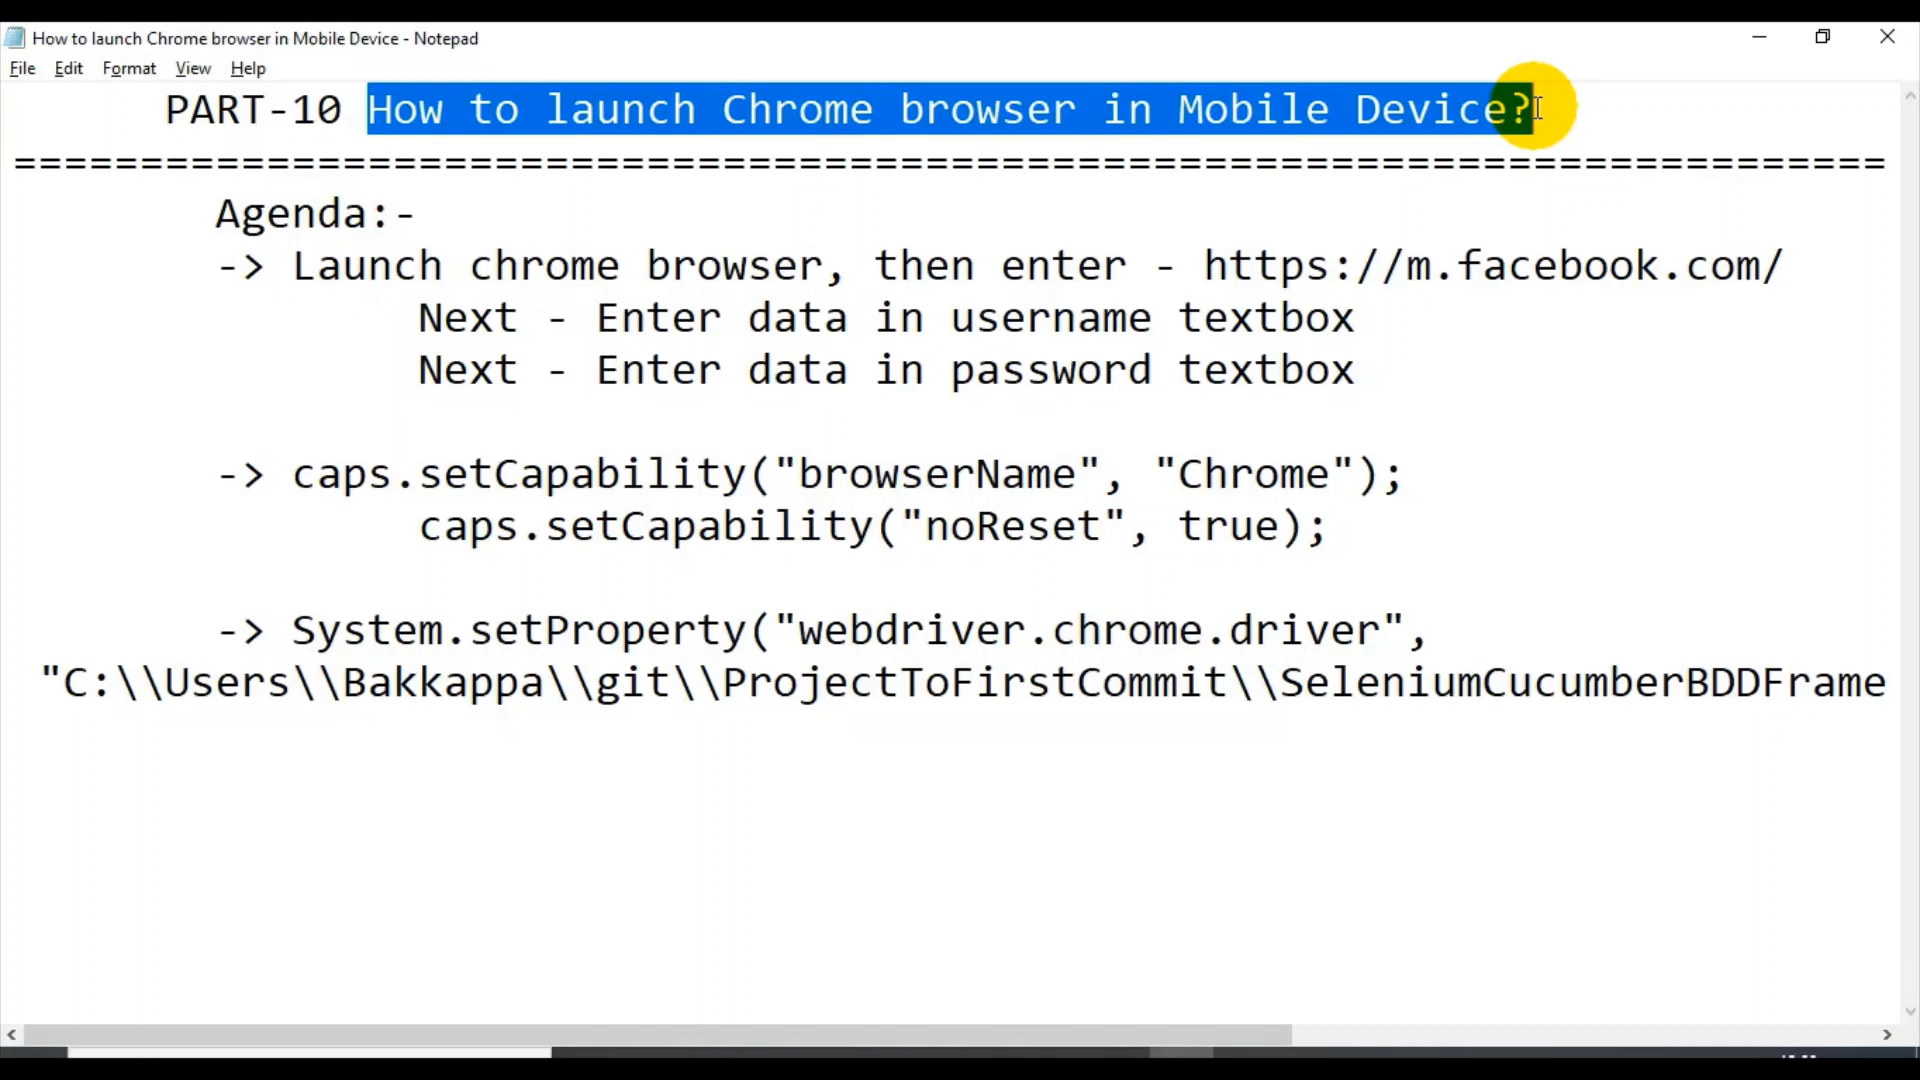 How to launch Chrome browser in Mobile Device - Notepad
File Edit Format View Help
PART-10 How to launch Chrome browser in Mobile Device?
==========================================================================
Agenda:-
-> Launch chrome browser, then enter - https://m.facebook.com/
Next - Enter data in username textbox
Next - Enter data in password textbox
-> caps.setCapability("browserName", "Chrome");
caps.setCapability("noReset", true);
-> System.setProperty("webdriver.chrome.driver",
"C:\\Users\\Bakkappa\\git\\ProjectToFirstCommit\\SeleniumCucumberBDDFrame